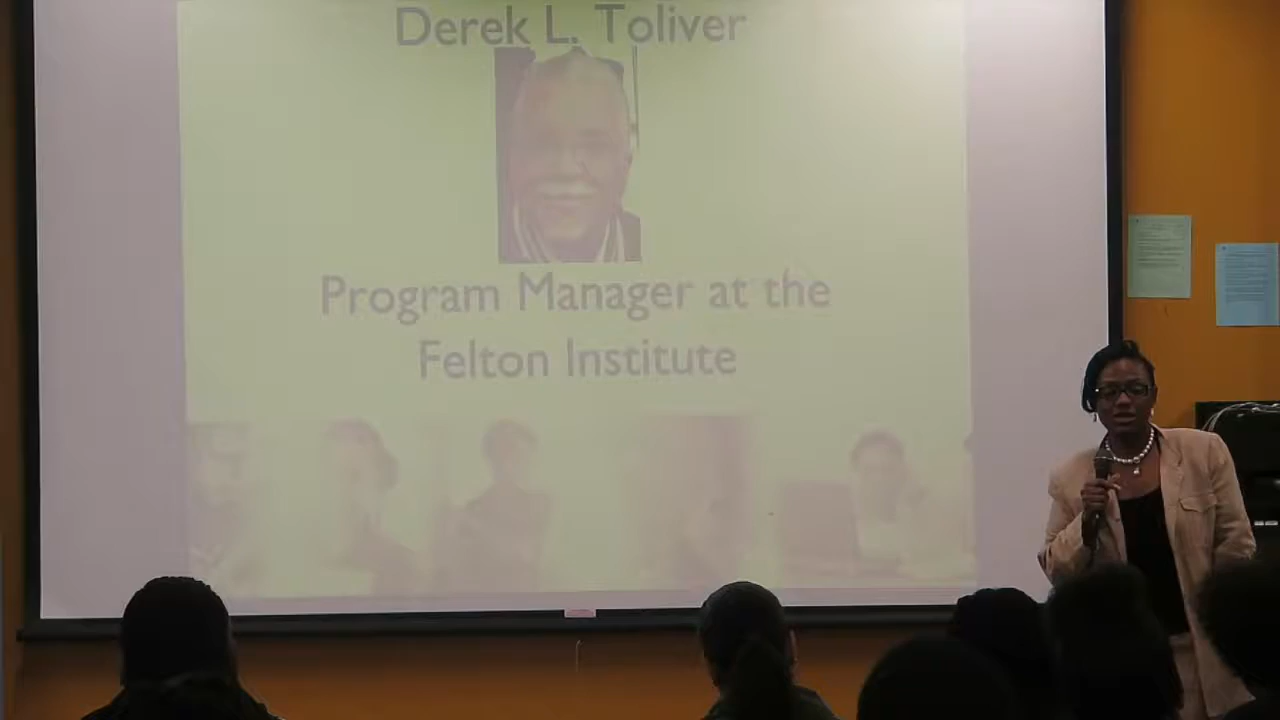 Derek L. Toliver
Program Manager at the
Felton Institute